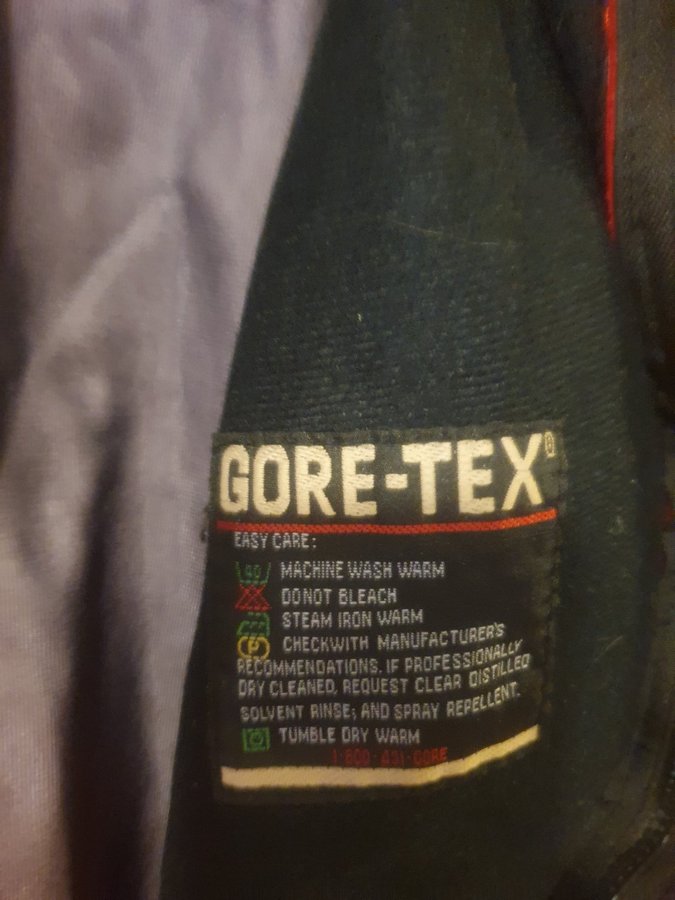 GORE-TEX®
EASY CARE:
40 MACHINE WASH WARM
DO NOT BLEACH
STEAM IRON WARM
P CHECK WITH MANUFACTURER'S
RECOMMENDATIONS. IF PROFESSIONALLY
DRY CLEANED, REQUEST CLEAR DISTILLED
SOLVENT RINSE; AND SPRAY REPELLENT.
TUMBLE DRY WARM
1-800-431-GORE